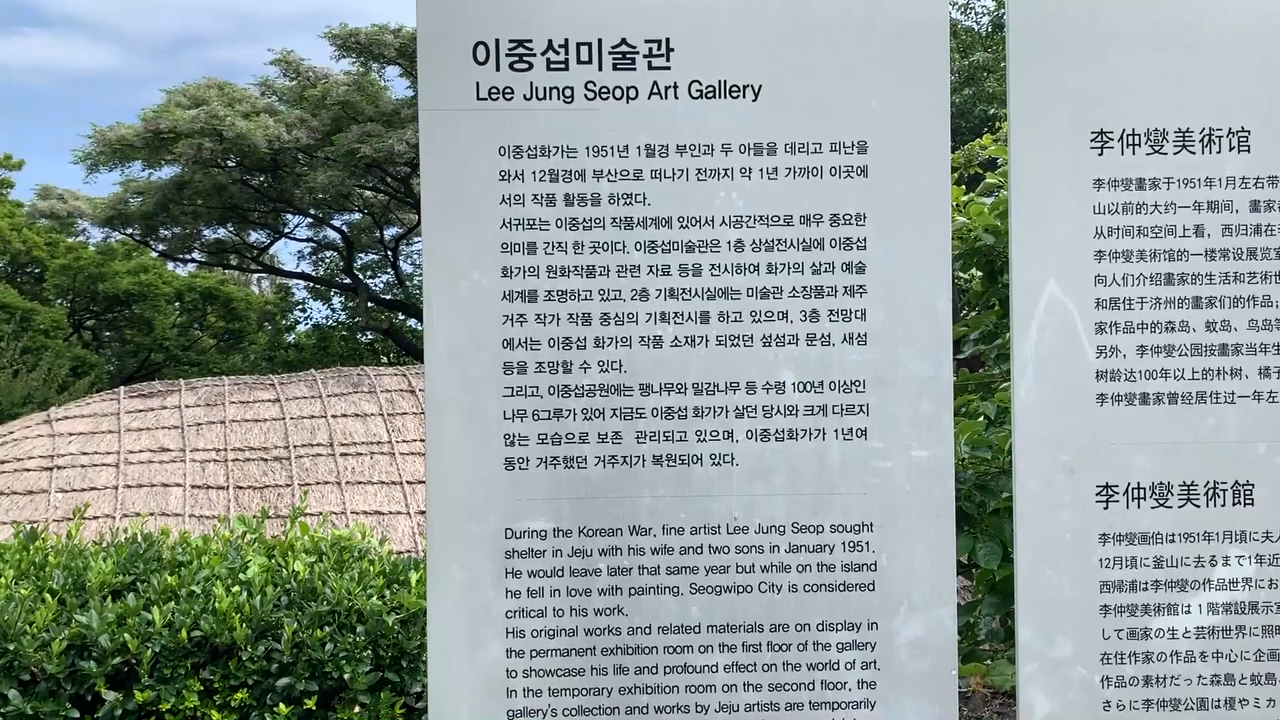 이중섭미술관
Lee Jung Seop Art Gallery
이중섭화가는 1951년 1월경 부인과 두 아들을 데리고 피난을
와서 12월경에 부산으로 떠나기 전까지 약 1년 가까이 이곳에
서의 작품 활동을 하였다.
서귀포는 이중섭의 작품세계에 있어서 시공간적으로 매우 중요한
의미를 간직 한 곳이다. 이중섭미술관은 1층 상설전시실에 이중섭
화가의 원화작품과 관련 자료 등을 전시하여 화가의 삶과 예술
세계를 조명하고 있고, 2층 기획전시실에는 미술관 소장품과 제주
거주 작가 작품 중심의 기획전시를 하고 있으며, 3층 전망대
에서는 이중섭 화가의 작품 소재가 되었던 섶섬과 문섬, 새섬
등을 조망할 수 있다.
그리고, 이중섭공원에는 팽나무와 밀감나무 등 수령 100년 이상인
나무 6그루가 있어 지금도 이중섭 화가가 살던 당시와 크게 다르지
않는 모습으로 보존 관리되고 있으며, 이중섭화가가 1년여
동안 거주했던 거주지가 복원되어 있다.
During the Korean War, fine artist Lee Jung Seop sought
shelter in Jeju with his wife and two sons in January 1951.
He would leave later that same year but while on the island
he fell in love with painting. Seogwipo City is considered
critical to his work.
His original works and related materials are on display in
the permanent exhibition room on the first floor of the gallery
to showcase his life and profound effect on the world of art.
In the temporary exhibition room on the second floor, the
gallery's collection and works by Jeju artists are temporarily
李仲燮美術馆
李仲燮畵家于1951年1月左右带
山以前的大约一年期间，畵家
从时间和空间上看，西归浦在
李仲燮美術馆的一楼常设展览室
向人们介绍畵家的生活和艺术
和居住于济州的畵家们的作品；
家作品中的森岛、蚊岛、鸟岛
另外，李仲燮公园按畵家当年生
树龄达100年以上的朴树、橘子
李仲燮畵家曾经居住过一年左
李仲燮美術館
李仲燮画伯は1951年1月頃に夫人
12月頃に釜山に去るまで1年近
西帰浦は李仲燮の作品世界にお
李仲燮美術館は１階常設展示室
して画家の生と芸術世界に照
在住作家の作品を中心に企画
作品の素材だった森島と蚊島
さらに李仲燮公園は榎やミカ